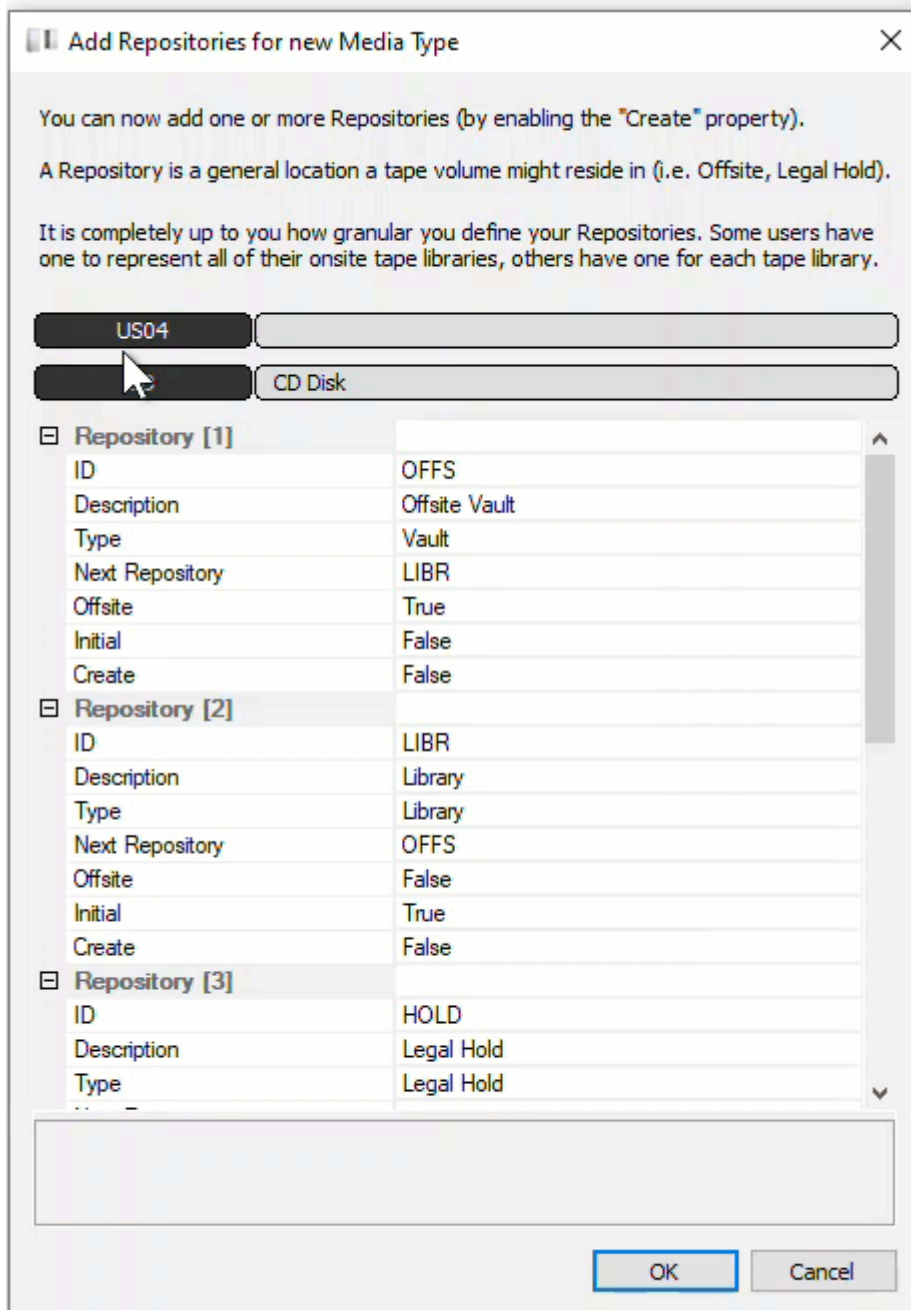 Add Repositories for new Media Type
You can now add one or more Repositories (by enabling the "Create" property).
A Repository is a general location a tape volume might reside in (i.e. Offsite, Legal Hold).
It is completely up to you how granular you define your Repositories. Some users have
one to represent all of their onsite tape libraries, others have one for each tape library.
US04
CD Disk
Repository [1]
ID OFFS
Description Offsite Vault
Type Vault
Next Repository LIBR
Offsite True
Initial False
Create False
Repository [2]
ID LIBR
Description Library
Type Library
Next Repository OFFS
Offsite False
Initial True
Create False
Repository [3]
ID HOLD
Description Legal Hold
Type Legal Hold
OK Cancel